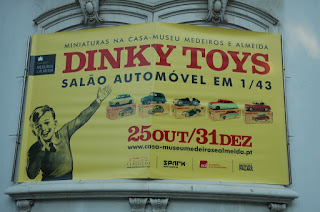 MINIATURAS NA CASA-MUSEU MEDEIROS E ALMEIDA
DINKY TOYS
SALÃO AUTOMÓVEL EM 1/43
25OUT/31DEZ
www.casa-museumedeirosealmeida.pt
SPARK